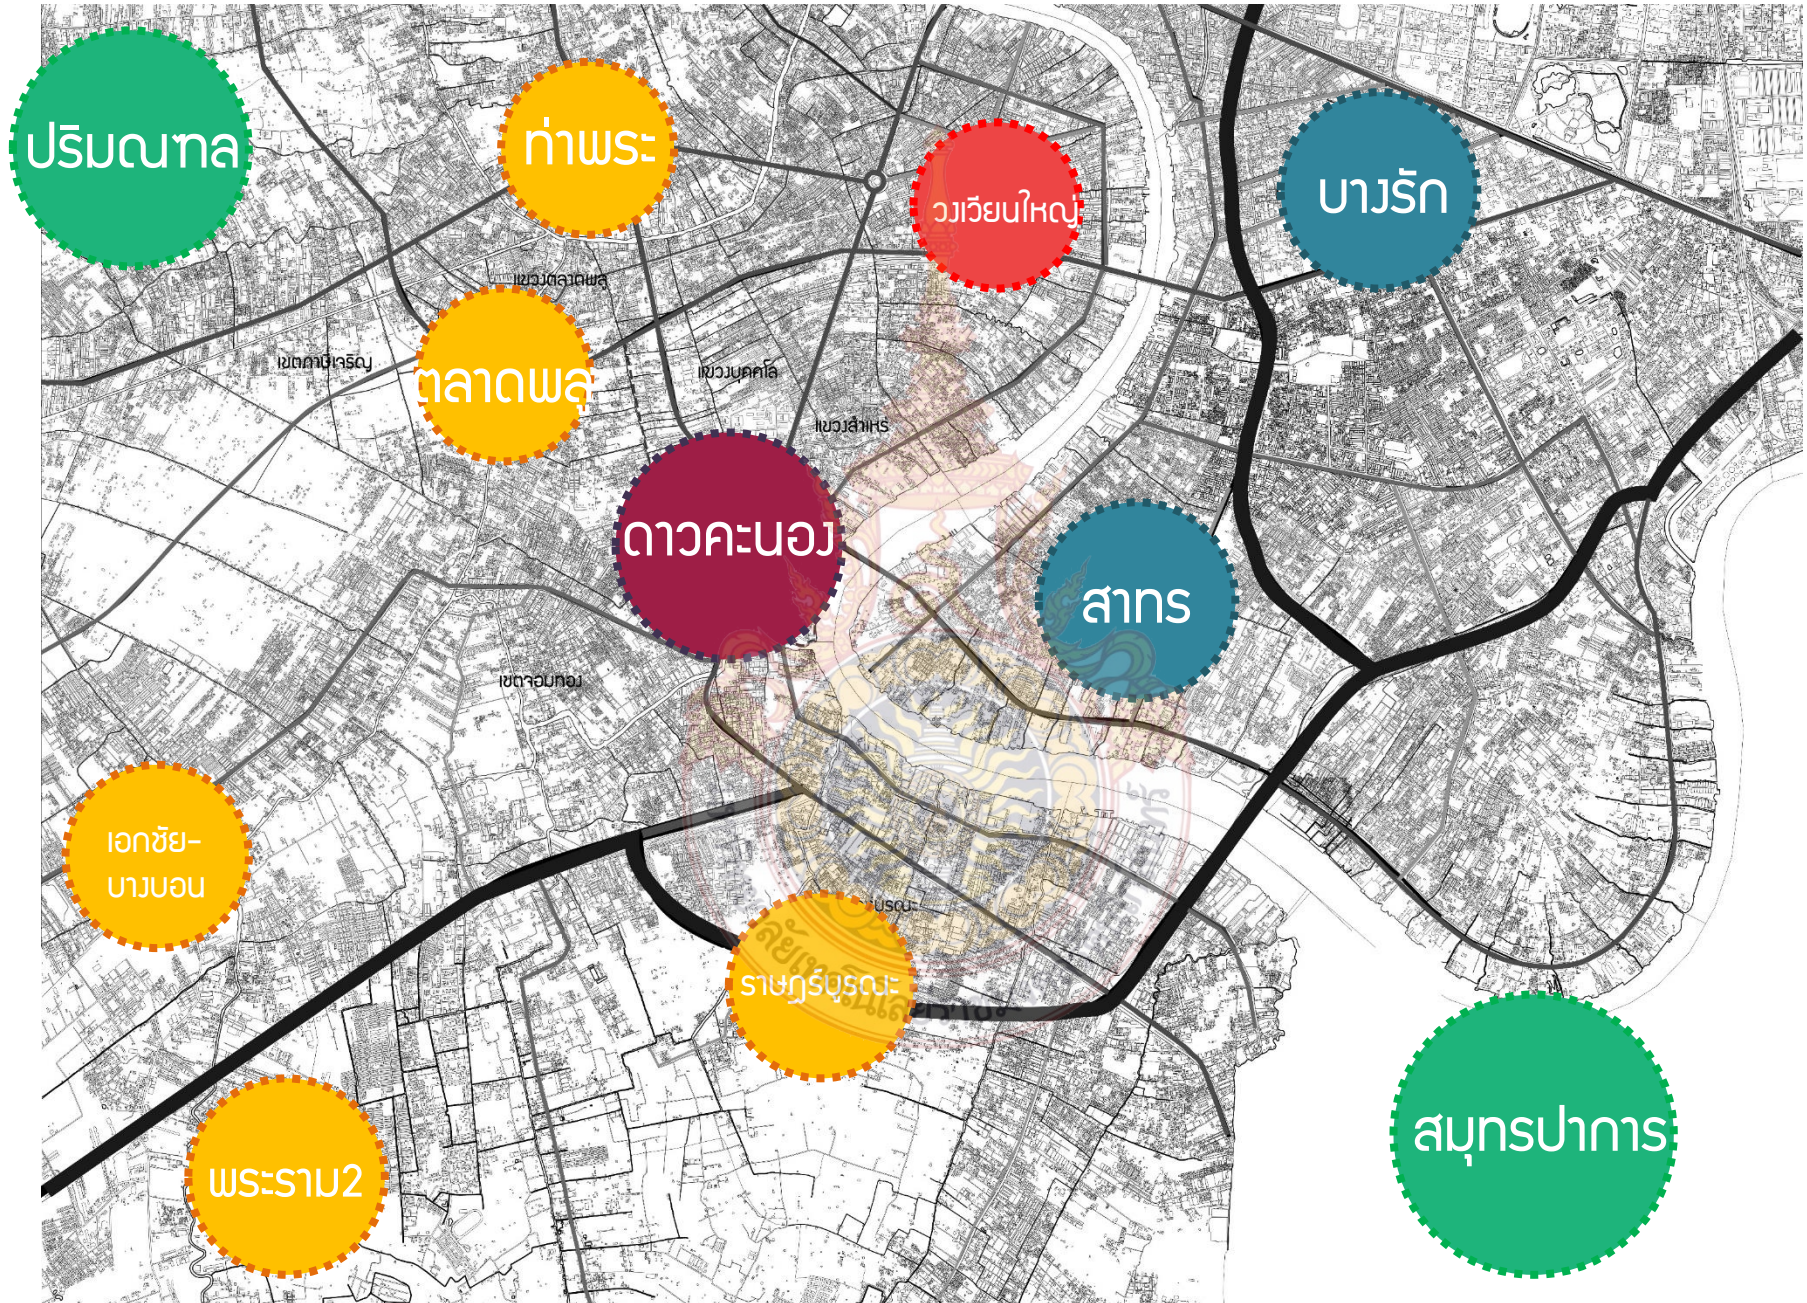 ปริมณฑล
ท่าพระ
วงเวียนใหญ่
บางรัก
แขวงตลาดพลู
เขตภาษีเจริญ
ตลาดพลู
แขวงบุคคโล
แขวงสำเหร่
ดาวคะนอง
สาทร
เขตจอมทอง
เอกชัย-
บางบอน
บูรณะ
ราษฎร์บูรณะ
สมุทรปาการ
พระราม2